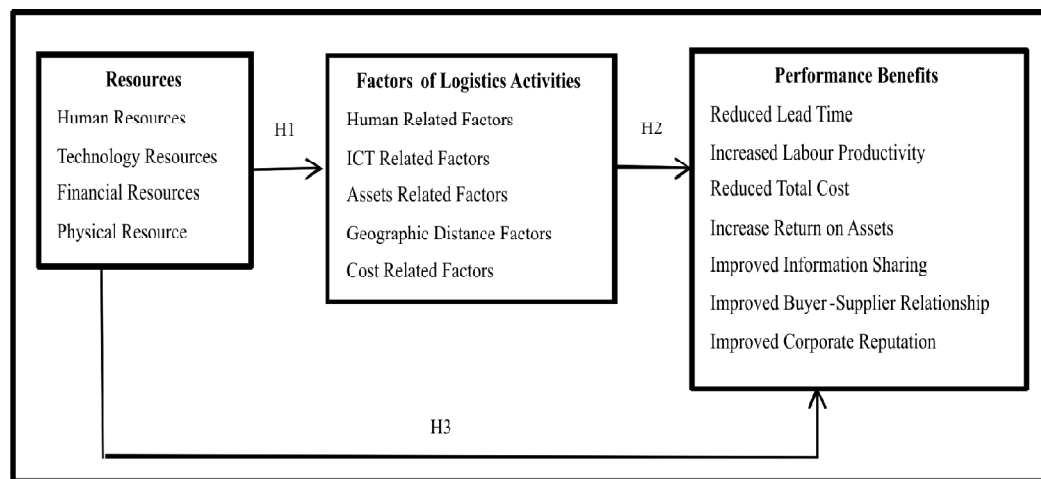 Resources
Human Resources
Technology Resources
Financial Resources
Physical Resource
H1
Factors of Logistics Activities
Human Related Factors
ICT Related Factors
Assets Related Factors
Geographic Distance Factors
Cost Related Factors
H2
Performance Benefits
Reduced Lead Time
Increased Labour Productivity
Reduced Total Cost
Increase Return on Assets
Improved Information Sharing
Improved Buyer-Supplier Relationship
Improved Corporate Reputation
H3